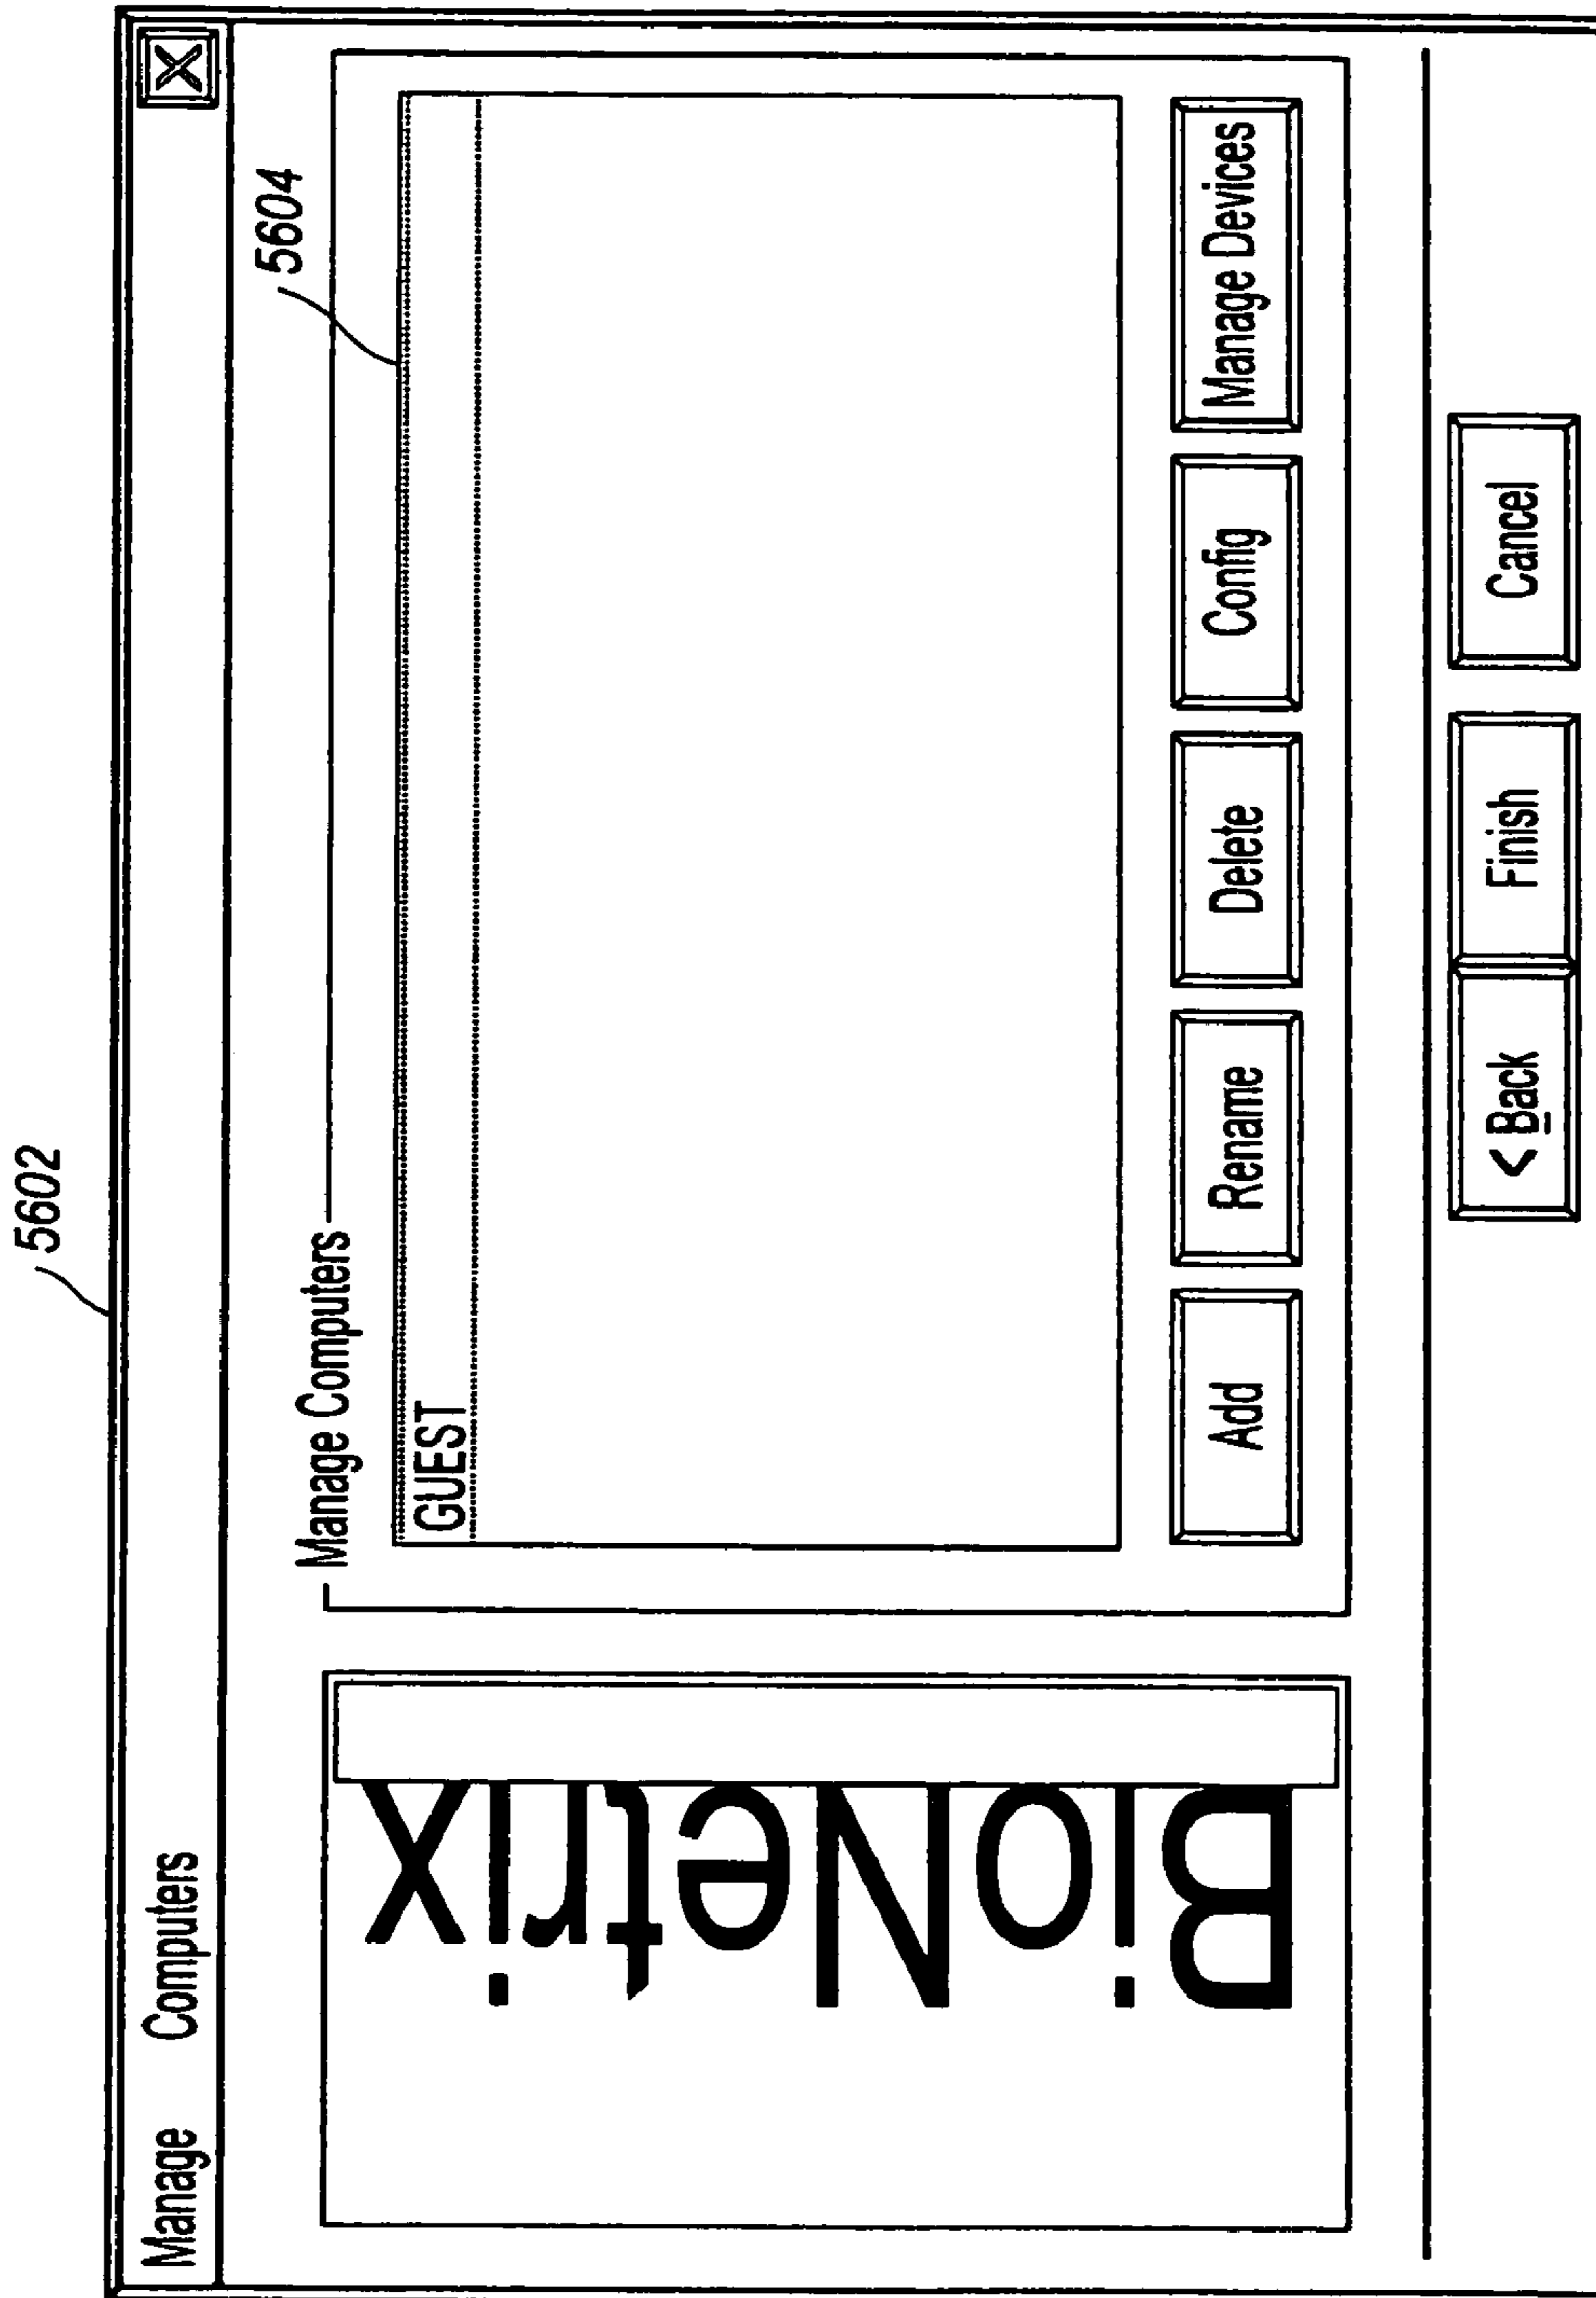 5602
Manage Computers
X
5604
Manage Computers
GUEST
BioNetrix
Add
Rename
Delete
Config
Manage Devices
< Back
Finish
Cancel